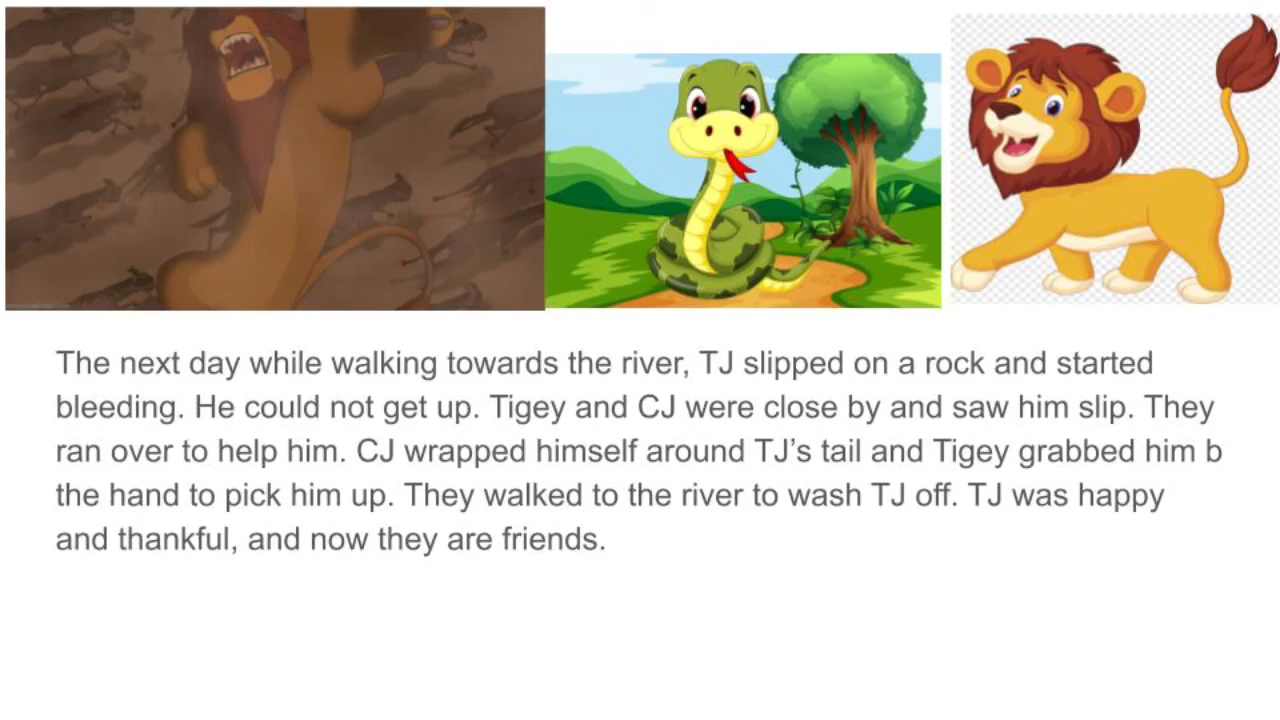 The next day while walking towards the river, TJ slipped on a rock and started
bleeding. He could not get up. Tigey and CJ were close by and saw him slip. They
ran over to help him. CJ wrapped himself around TJ’s tail and Tigey grabbed him b
the hand to pick him up. They walked to the river to wash TJ off. TJ was happy
and thankful, and now they are friends.